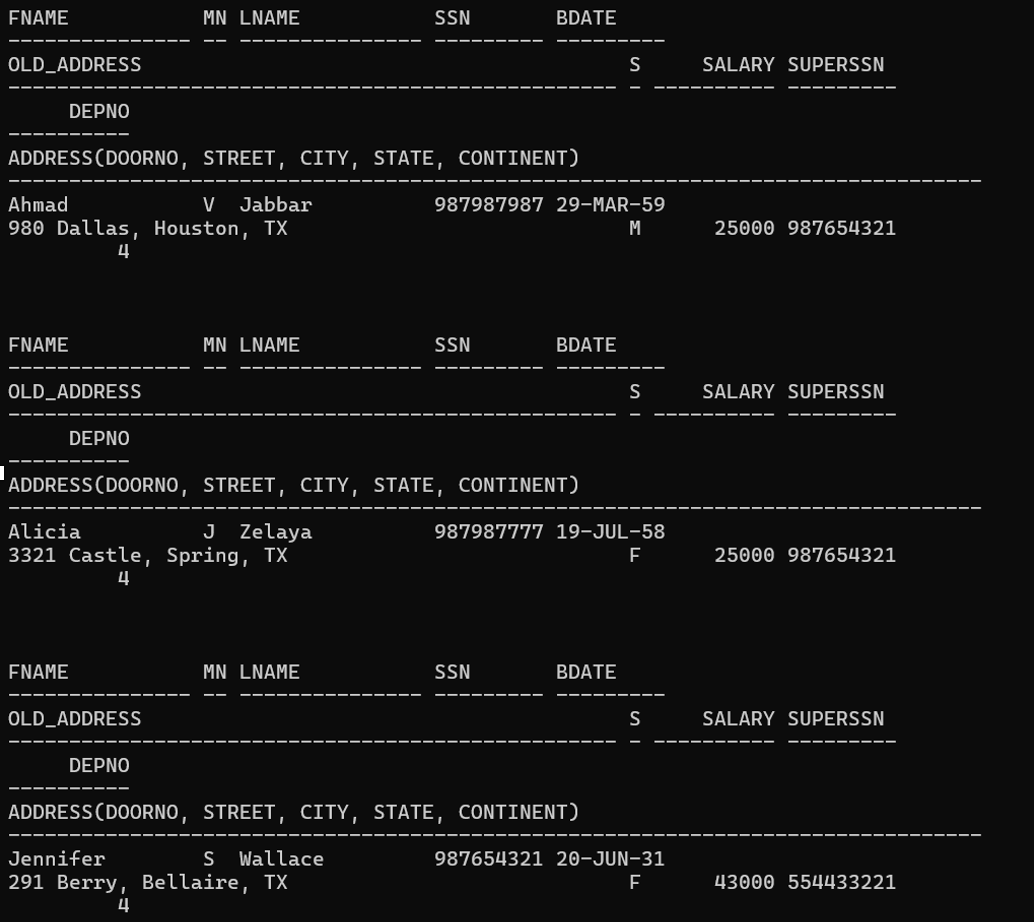 FNAME           MN LNAME           SSN       BDATE
--------------- -- --------------- --------- ---------
OLD_ADDRESS                                        S     SALARY SUPERSSN
-------------------------------------------------- - ---------- ---------
     DEPNO
----------
ADDRESS(DOORNO, STREET, CITY, STATE, CONTINENT)
--------------------------------------------------------------------------------
Ahmad           V  Jabbar          987987987 29-MAR-59
980 Dallas, Houston, TX                            M      25000 987654321
         4
FNAME           MN LNAME           SSN       BDATE
--------------- -- --------------- --------- ---------
OLD_ADDRESS                                        S     SALARY SUPERSSN
-------------------------------------------------- - ---------- ---------
     DEPNO
----------
ADDRESS(DOORNO, STREET, CITY, STATE, CONTINENT)
--------------------------------------------------------------------------------
Alicia          J  Zelaya          987987777 19-JUL-58
3321 Castle, Spring, TX                            F      25000 987654321
         4
FNAME           MN LNAME           SSN       BDATE
--------------- -- --------------- --------- ---------
OLD_ADDRESS                                        S     SALARY SUPERSSN
-------------------------------------------------- - ---------- ---------
     DEPNO
----------
ADDRESS(DOORNO, STREET, CITY, STATE, CONTINENT)
--------------------------------------------------------------------------------
Jennifer        S  Wallace         987654321 20-JUN-31
291 Berry, Bellaire, TX                            F      43000 554433221
         4